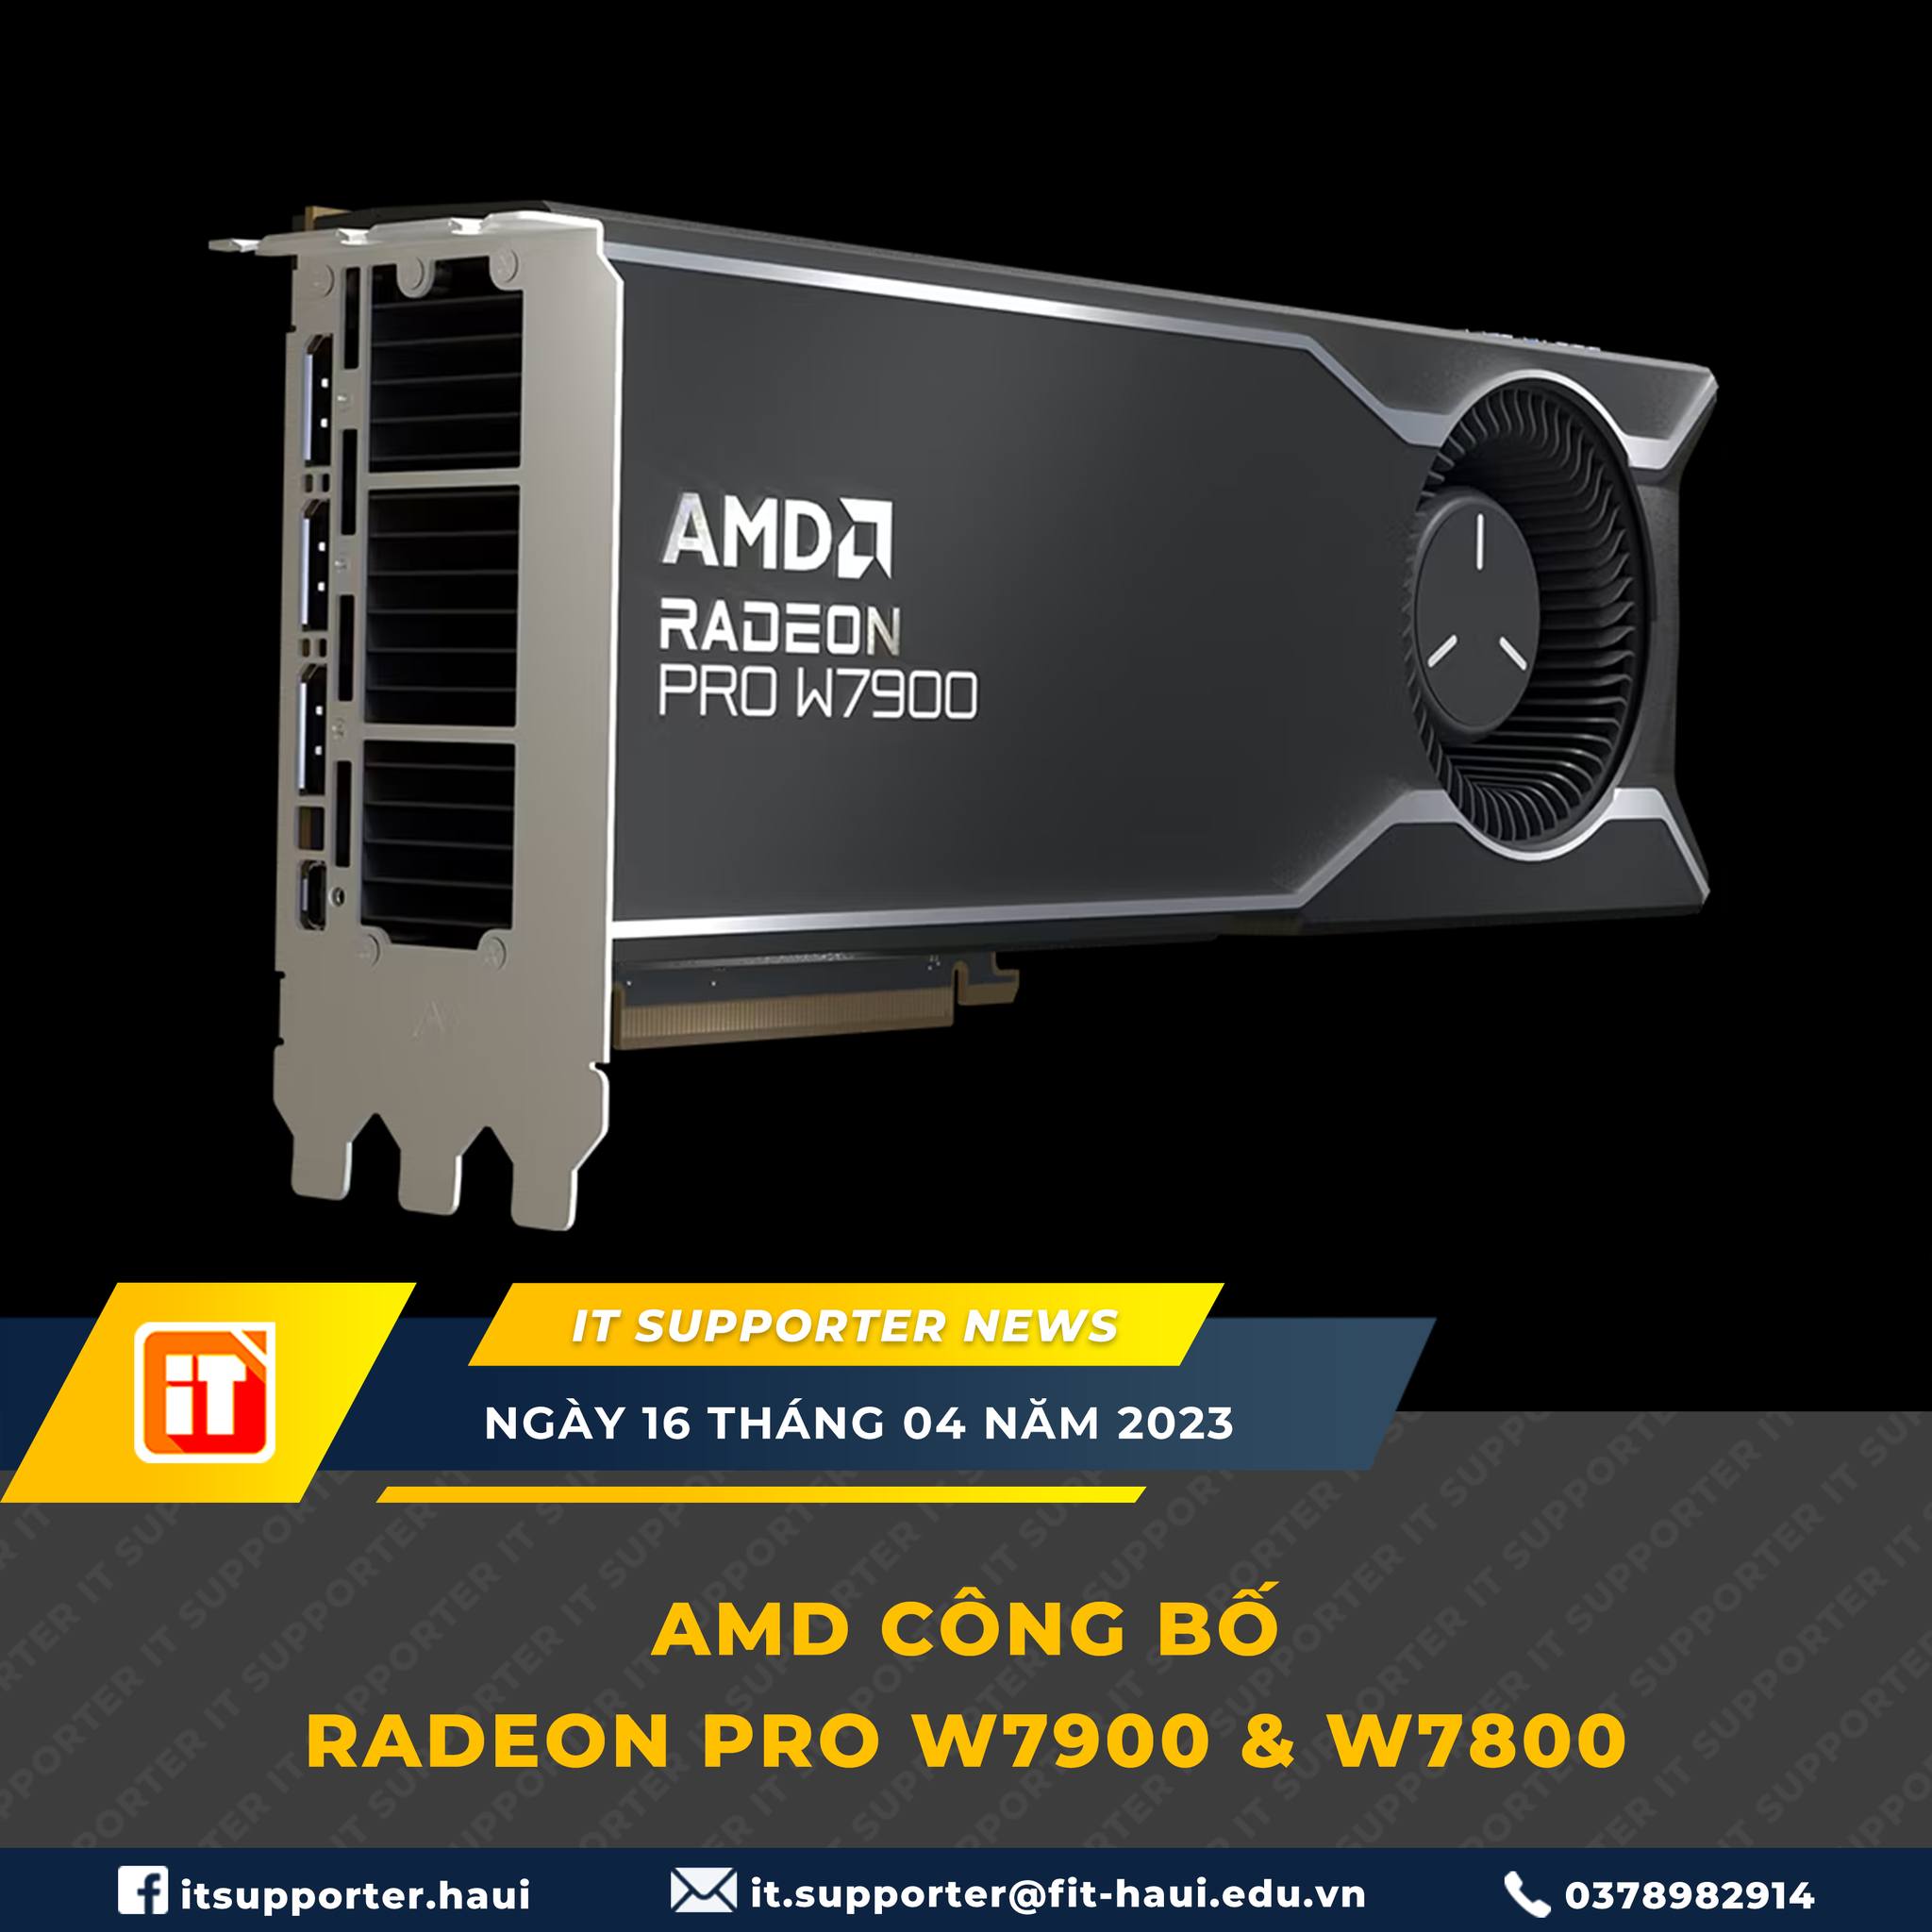 AMD
RADEON
PRO W7900
iT
IT SUPPORTER NEWS
NGÀY 16 THÁNG 04 NĂM 2023
AMD CÔNG BỐ
RADEON PRO W7900 & W7800
itsupporter.haui
it.supporter@fit-haui.edu.vn
0378982914